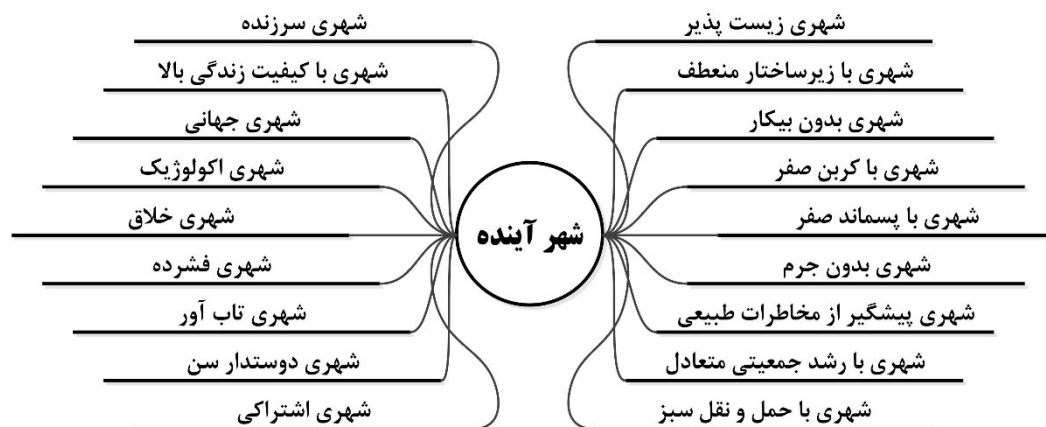 شهری زیست پذیر
شهری با زیرساختار منعطف
شهری بدون بیکار
شهری با کربن صفر
شهری با پسماند صفر
شهری بدون جرم
شهری پیشگیر از مخاطرات طبیعی
شهری با رشد جمعیتی متعادل
شهری با حمل و نقل سبز
شهر آینده
شهری سرزنده
شهری با کیفیت زندگی بالا
شهری جهانی
شهری اکولوژیک
شهری خلاق
شهری فشرده
شهری تاب آور
شهری دوستدار سن
شهری اشتراکی